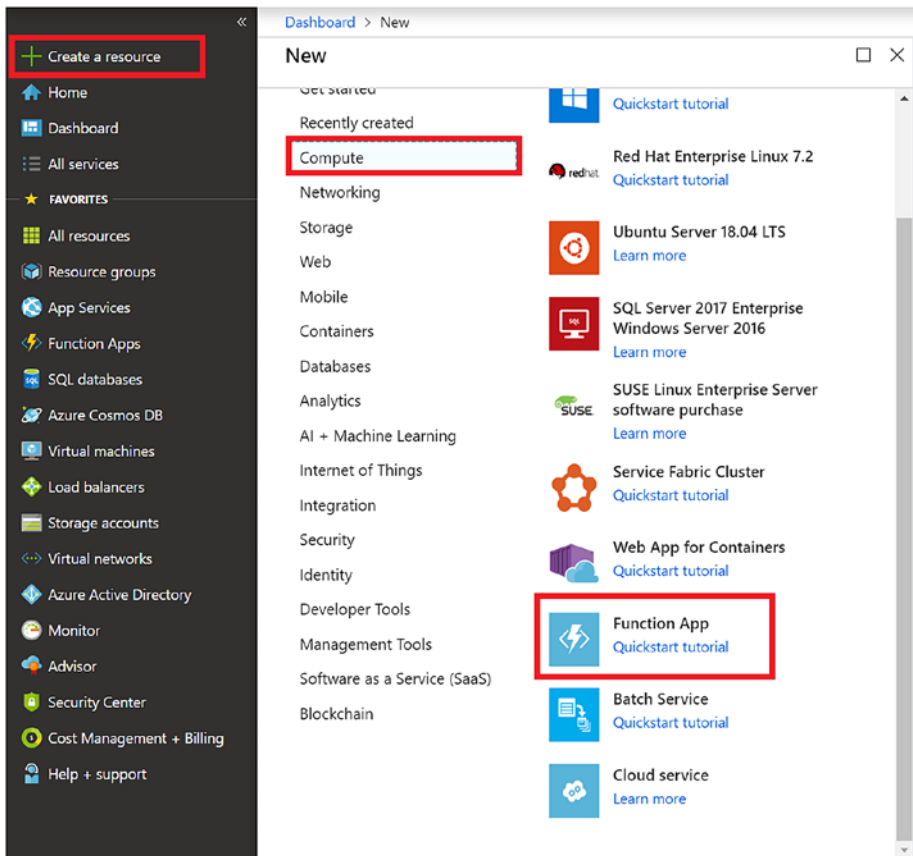 «
Create a resource
Home
Dashboard
All services
FAVORITES
All resources
Resource groups
App Services
Function Apps
SQL databases
Azure Cosmos DB
Virtual machines
Load balancers
Storage accounts
Virtual networks
Azure Active Directory
Monitor
Advisor
Security Center
Cost Management + Billing
Help + support
Dashboard > New
New
Get started
Recently created
Compute
Networking
Storage
Web
Mobile
Containers
Databases
Analytics
AI + Machine Learning
Internet of Things
Integration
Security
Identity
Developer Tools
Management Tools
Software as a Service (SaaS)
Blockchain
Quickstart tutorial
redhat
Red Hat Enterprise Linux 7.2
Quickstart tutorial
Ubuntu Server 18.04 LTS
Learn more
SQL
SQL Server 2017 Enterprise
Windows Server 2016
Learn more
SUSE
SUSE Linux Enterprise Server
software purchase
Learn more
Service Fabric Cluster
Quickstart tutorial
Web App for Containers
Quickstart tutorial
Function App
Quickstart tutorial
Batch Service
Quickstart tutorial
Cloud service
Learn more